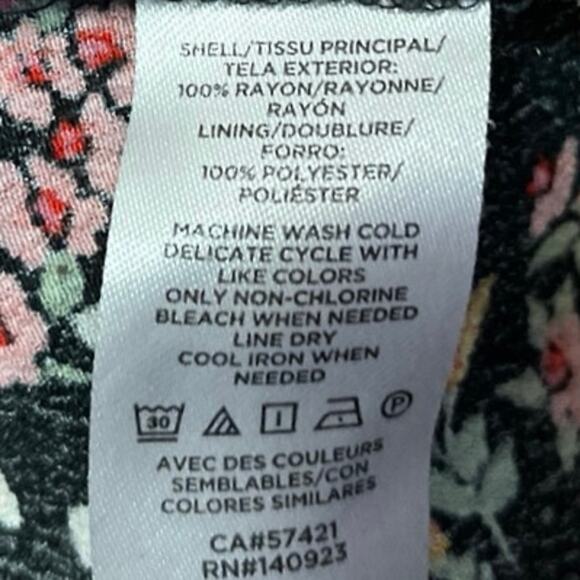 SHELL/TISSU PRINCIPAL/
TELA EXTERIOR:
100% RAYON/RAYONNE/
RAYÓN
LINING/DOUBLURE/
FORRO:
100% POLYESTER/
POLIÉSTER
MACHINE WASH COLD
DELICATE CYCLE WITH
LIKE COLORS
ONLY NON-CHLORINE
BLEACH WHEN NEEDED
LINE DRY
COOL IRON WHEN
NEEDED
30 P
AVEC DES COULEURS
SEMBLABLES/CON
COLORES SIMILARES
CA#57421
RN#140923